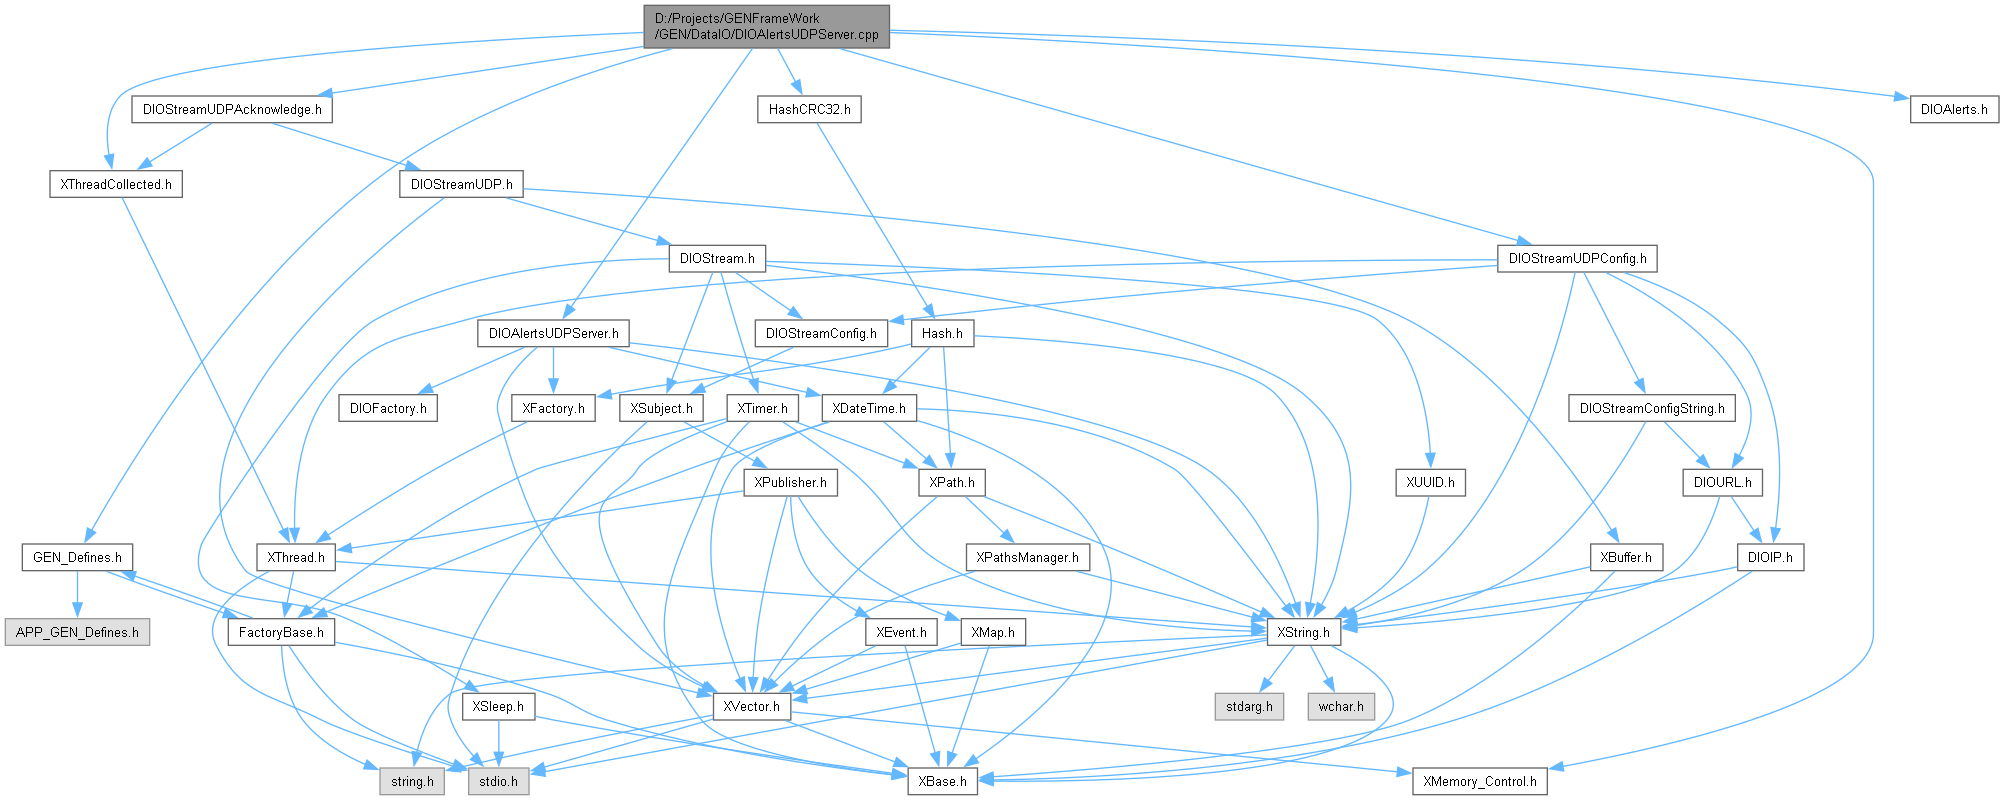 D:/Projects/GENFrameWork
/GEN/DataIO/DIOAlertsUDPServer.cpp
DIOStreamUDPAcknowledge.h
HashCRC32.h
DIOAlerts.h
XThreadCollected.h
DIOStreamUDP.h
DIOStream.h
DIOStreamUDPConfig.h
DIOAlertsUDPServer.h
DIOStreamConfig.h
Hash.h
DIOFactory.h
XFactory.h
XSubject.h
XTimer.h
XDateTime.h
DIOStreamConfigString.h
XPublisher.h
XPath.h
XUUID.h
DIOURL.h
GEN_Defines.h
XThread.h
XPathsManager.h
XBuffer.h
DIOIP.h
APP_GEN_Defines.h
FactoryBase.h
XEvent.h
XMap.h
XString.h
XSleep.h
XVector.h
stdarg.h
wchar.h
string.h
stdio.h
XBase.h
XMemory_Control.h